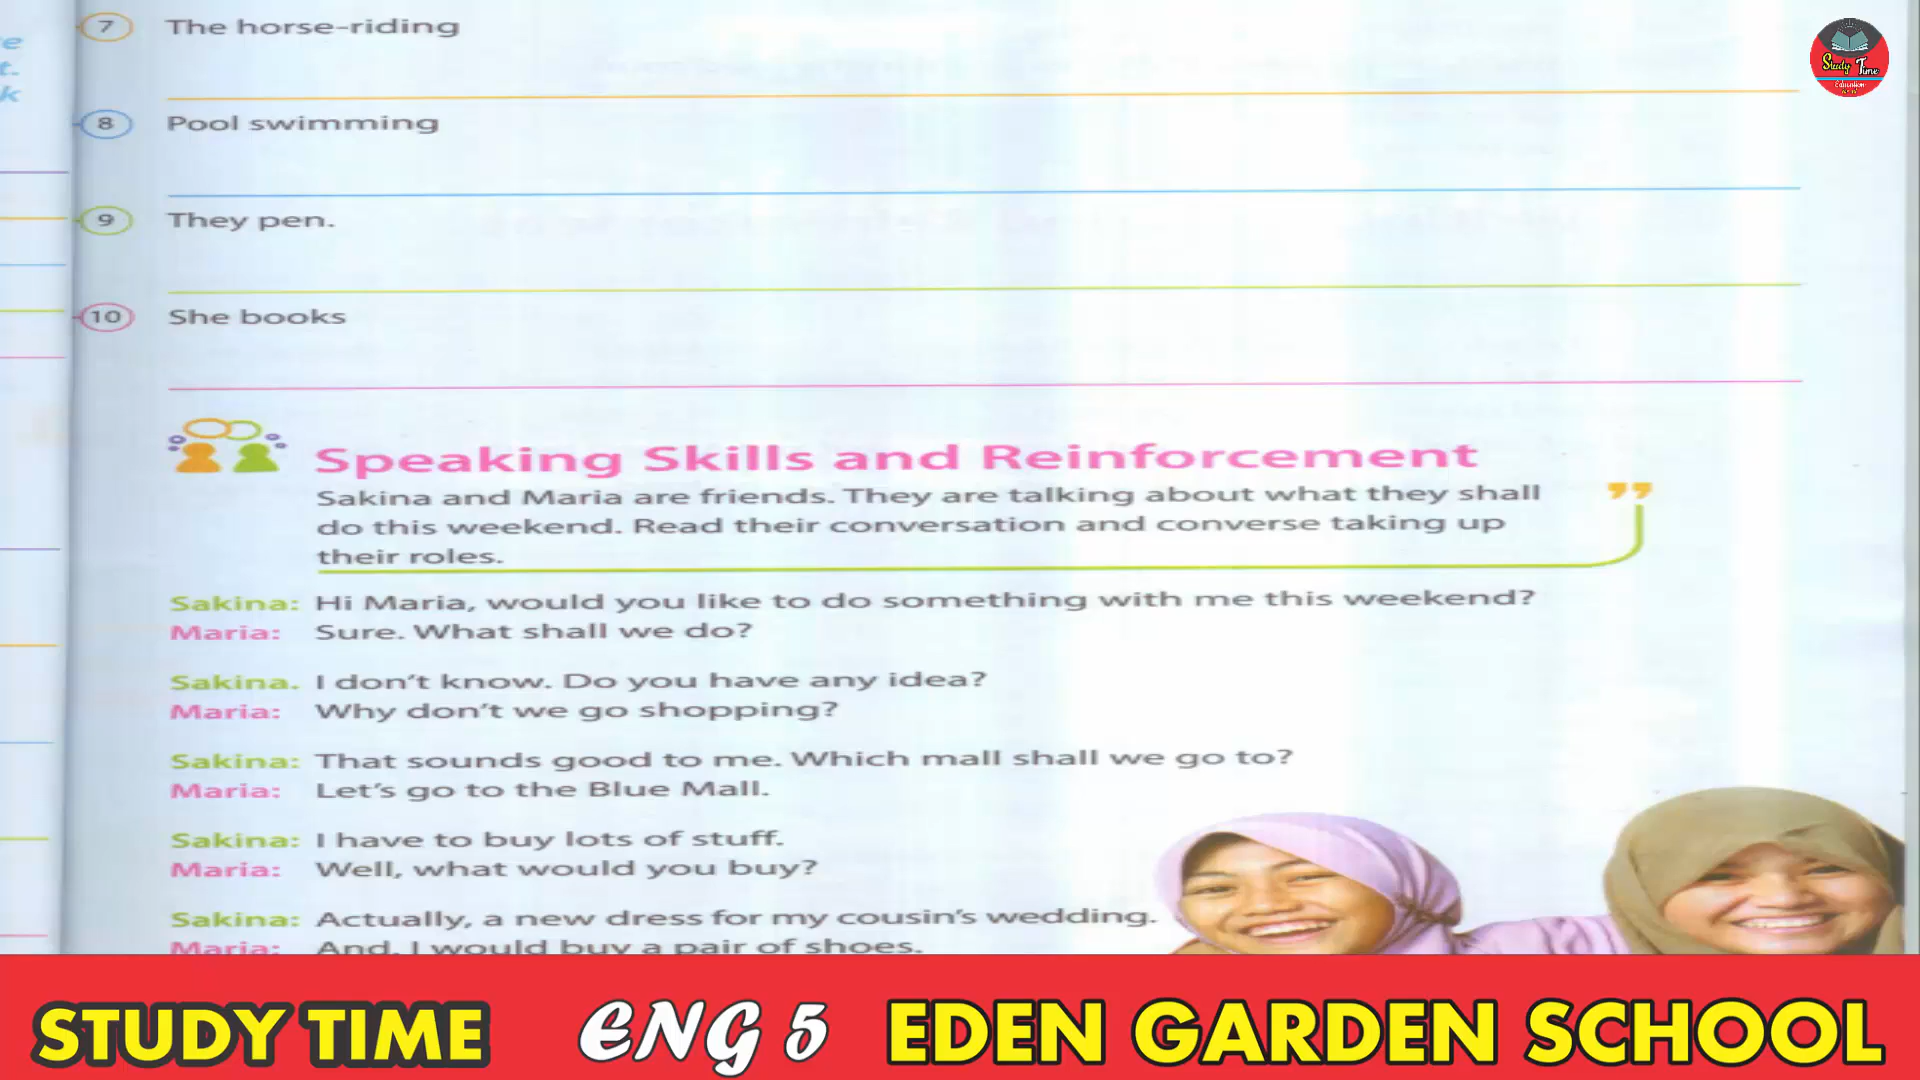 e
t.
k
7 The horse-riding
Study Time
Education
8 Pool swimming
9 They pen.
10 She books
Speaking Skills and Reinforcement
Sakina and Maria are friends. They are talking about what they shall
do this weekend. Read their conversation and converse taking up
their roles.
Sakina: Hi Maria, would you like to do something with me this weekend?
Maria: Sure. What shall we do?
Sakina. I don't know. Do you have any idea?
Maria: Why don't we go shopping?
Sakina: That sounds good to me. Which mall shall we go to?
Maria: Let's go to the Blue Mall.
Sakina: I have to buy lots of stuff.
Maria: Well, what would you buy?
Sakina: Actually, a new dress for my cousin's wedding.
Maria: And, I would buy a pair of shoes.
STUDY TIME ENG 5 EDEN GARDEN SCHOOL